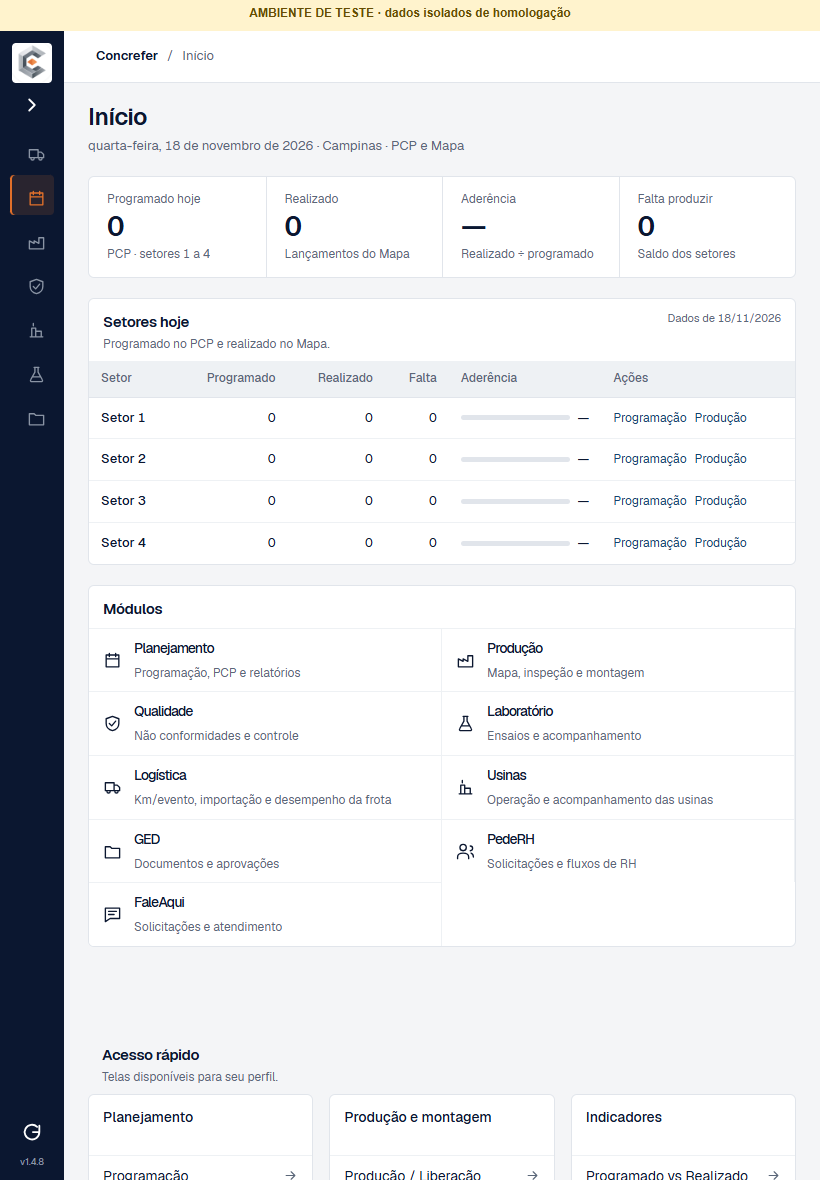 AMBIENTE DE TESTE · dados isolados de homologação
Concrefer / Início
Início
quarta-feira, 18 de novembro de 2026 · Campinas · PCP e Mapa
Programado hoje
0
PCP · setores 1 a 4
Realizado
0
Lançamentos do Mapa
Aderência
—
Realizado ÷ programado
Falta produzir
0
Saldo dos setores
Setores hoje
Dados de 18/11/2026
Programado no PCP e realizado no Mapa.
Setor Programado Realizado Falta Aderência Ações
Setor 1 0 0 0 — Programação Produção
Setor 2 0 0 0 — Programação Produção
Setor 3 0 0 0 — Programação Produção
Setor 4 0 0 0 — Programação Produção
Módulos
Planejamento
Programação, PCP e relatórios
Produção
Mapa, inspeção e montagem
Qualidade
Não conformidades e controle
Laboratório
Ensaios e acompanhamento
Logística
Km/evento, importação e desempenho da frota
Usinas
Operação e acompanhamento das usinas
GED
Documentos e aprovações
PedeRH
Solicitações e fluxos de RH
FaleAqui
Solicitações e atendimento
Acesso rápido
Telas disponíveis para seu perfil.
Planejamento
Programação →
Produção e montagem
Produção / Liberação →
Indicadores
Programado vs Realizado →
v1.4.8